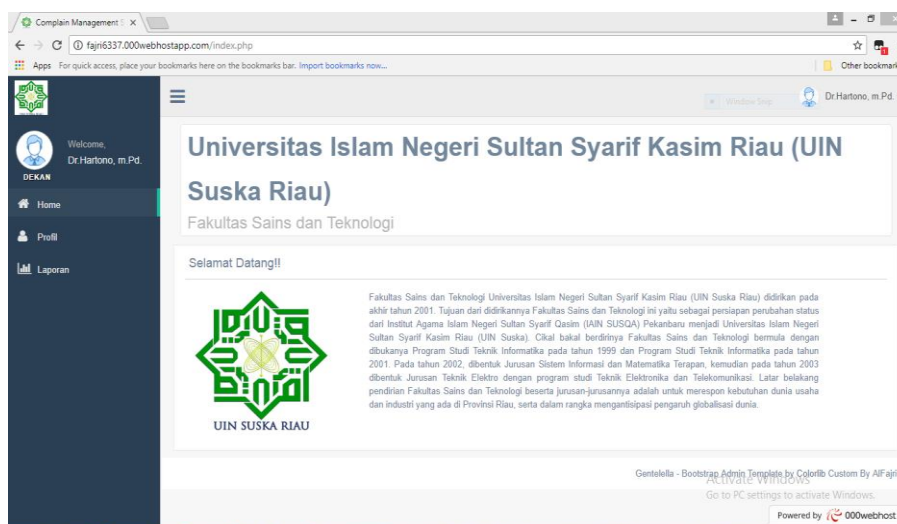 Complain Management S
fajri6337.000webhostapp.com/index.php
Apps For quick access, place your bookmarks here on the bookmarks bar. Import bookmarks now...
Other bookmark
Window Snip
Dr.Hartono, m.Pd.
Welcome,
Dr.Hartono, m.Pd.
DEKAN
Home
Profil
Laporan
Universitas Islam Negeri Sultan Syarif Kasim Riau (UIN
Suska Riau)
Fakultas Sains dan Teknologi
Selamat Datang!!
UIN SUSKA RIAU
Fakultas Sains dan Teknologi Universitas Islam Negeri Sultan Syarif Kasim Riau (UIN Suska Riau) didirikan pada
akhir tahun 2001. Tujuan dari didirikannya Fakultas Sains dan Teknologi ini yaitu sebagai persiapan perubahan status
dari Institut Agama Islam Negeri Sultan Syarif Qasim (IAIN SUSQA) Pekanbaru menjadi Universitas Islam Negeri
Sultan Syarif Kasim Riau (UIN Suska). Cikal bakal berdirinya Fakultas Sains dan Teknologi bermula dengan
dibukanya Program Studi Teknik Informatika pada tahun 1999 dan Program Studi Teknik Informatika pada tahun
2001. Pada tahun 2002, dibentuk Jurusan Sistem Informasi dan Matematika Terapan, kemudian pada tahun 2003
dibentuk Jurusan Teknik Elektro dengan program studi Teknik Elektronika dan Telekomunikasi. Latar belakang
pendirian Fakultas Sains dan Teknologi beserta jurusan-jurusannya adalah untuk merespon kebutuhan dunia usaha
dan industri yang ada di Provinsi Riau, serta dalam rangka mengantisipasi pengaruh globalisasi dunia.
Gentelella - Bootstrap Admin Template by Colorlib Custom By AlFajri
Activate Windows
Go to PC settings to activate Windows.
Powered by 000webhost